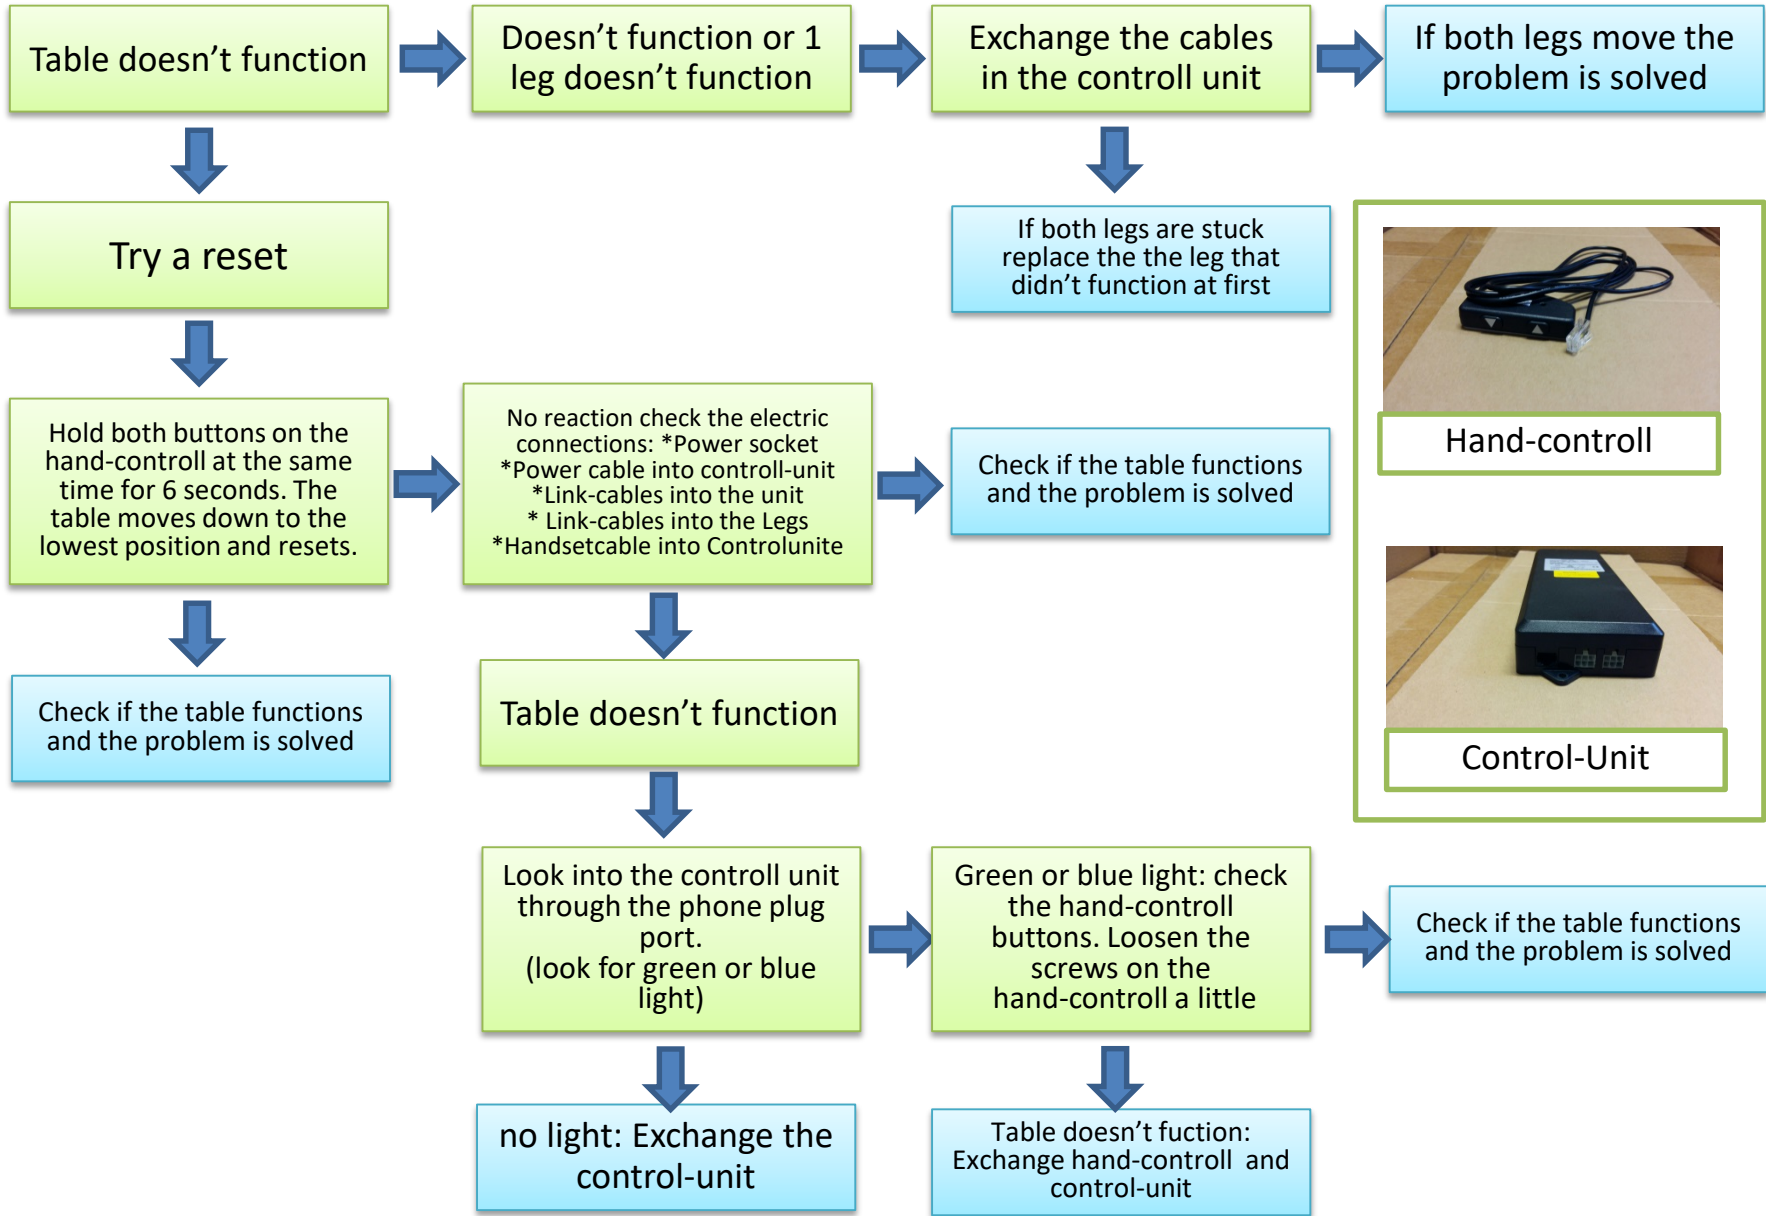 Table doesn’t function
Doesn’t function or 1
leg doesn’t function
Exchange the cables
in the controll unit
If both legs move the
problem is solved
Try a reset
If both legs are stuck
replace the the leg that
didn’t function at first
Hold both buttons on the
hand-controll at the same
time for 6 seconds. The
table moves down to the
lowest position and resets.
No reaction check the electric
connections: *Power socket
*Power cable into controll-unit
*Link-cables into the unit
* Link-cables into the Legs
*Handsetcable into Controlunite
Check if the table functions
and the problem is solved
Hand-controll
Check if the table functions
and the problem is solved
Table doesn’t function
Control-Unit
Look into the controll unit
through the phone plug
port.
(look for green or blue
light)
Green or blue light: check
the hand-controll
buttons. Loosen the
screws on the
hand-controll a little
Check if the table functions
and the problem is solved
no light: Exchange the
control-unit
Table doesn’t fuction:
Exchange hand-controll and
control-unit